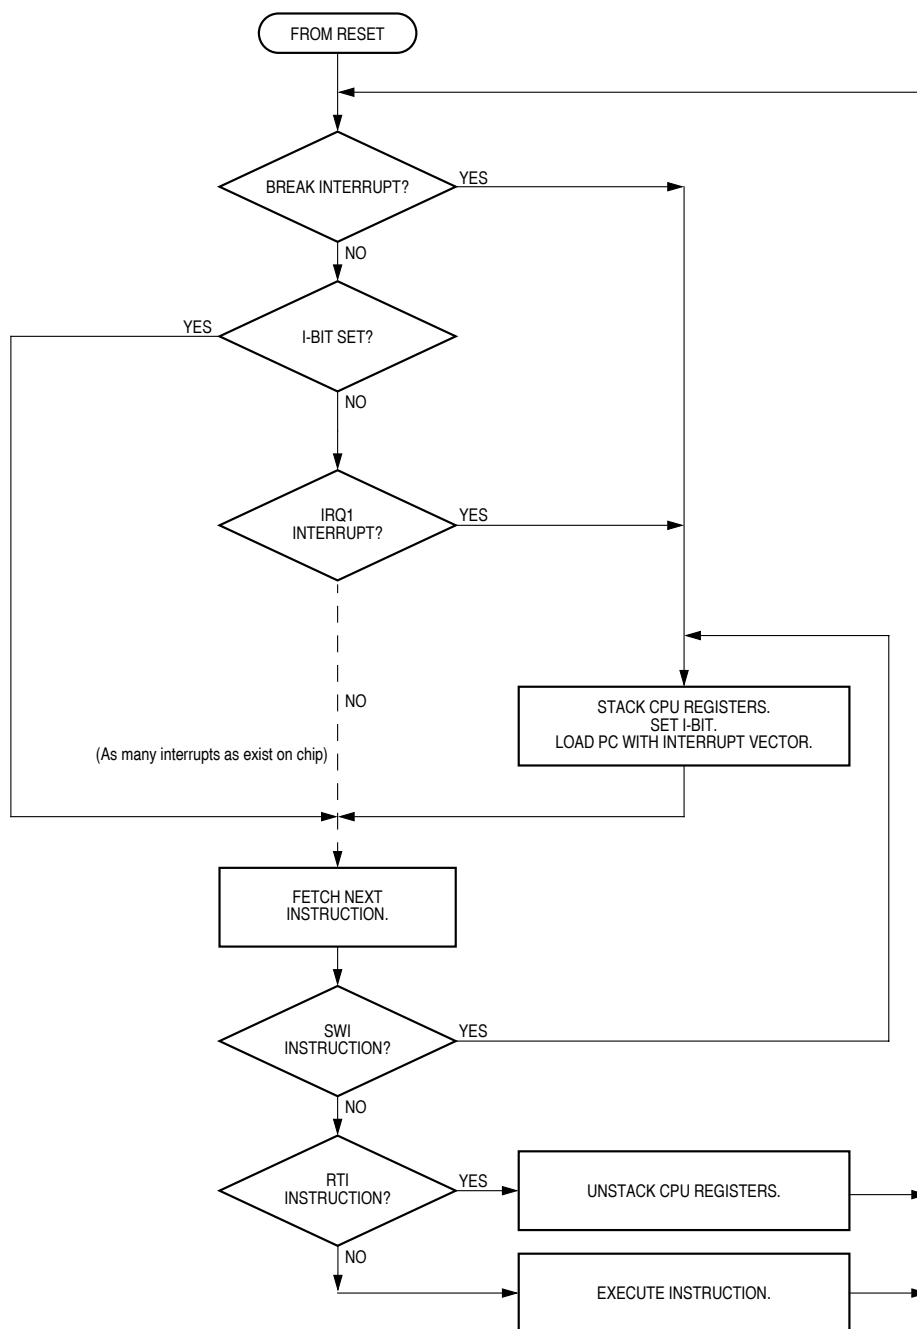 FROM RESET
BREAK INTERRUPT?
YES
NO
YES
I-BIT SET?
NO
IRQ1
INTERRUPT?
YES
NO
STACK CPU REGISTERS.
SET I-BIT.
LOAD PC WITH INTERRUPT VECTOR.
(As many interrupts as exist on chip)
FETCH NEXT
INSTRUCTION.
SWI
INSTRUCTION?
YES
NO
RTI
INSTRUCTION?
YES
UNSTACK CPU REGISTERS.
NO
EXECUTE INSTRUCTION.